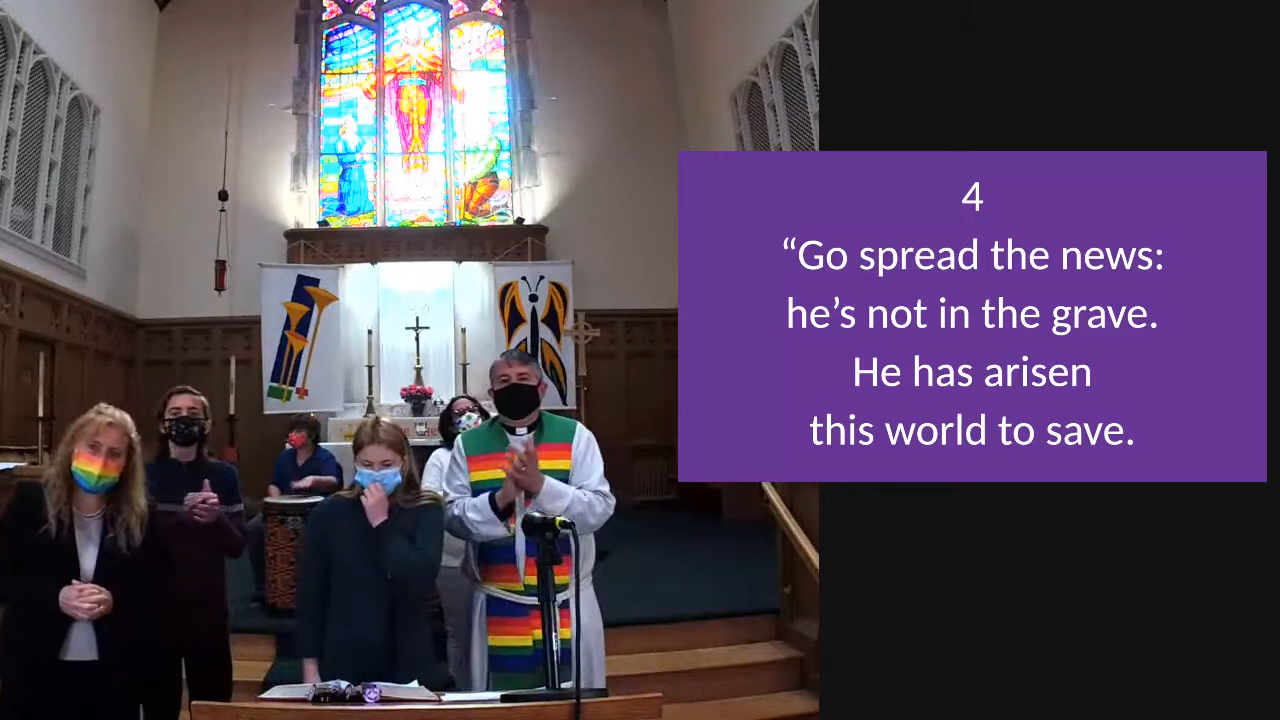 4
“Go spread the news:
he’s not in the grave.
He has arisen
this world to save.